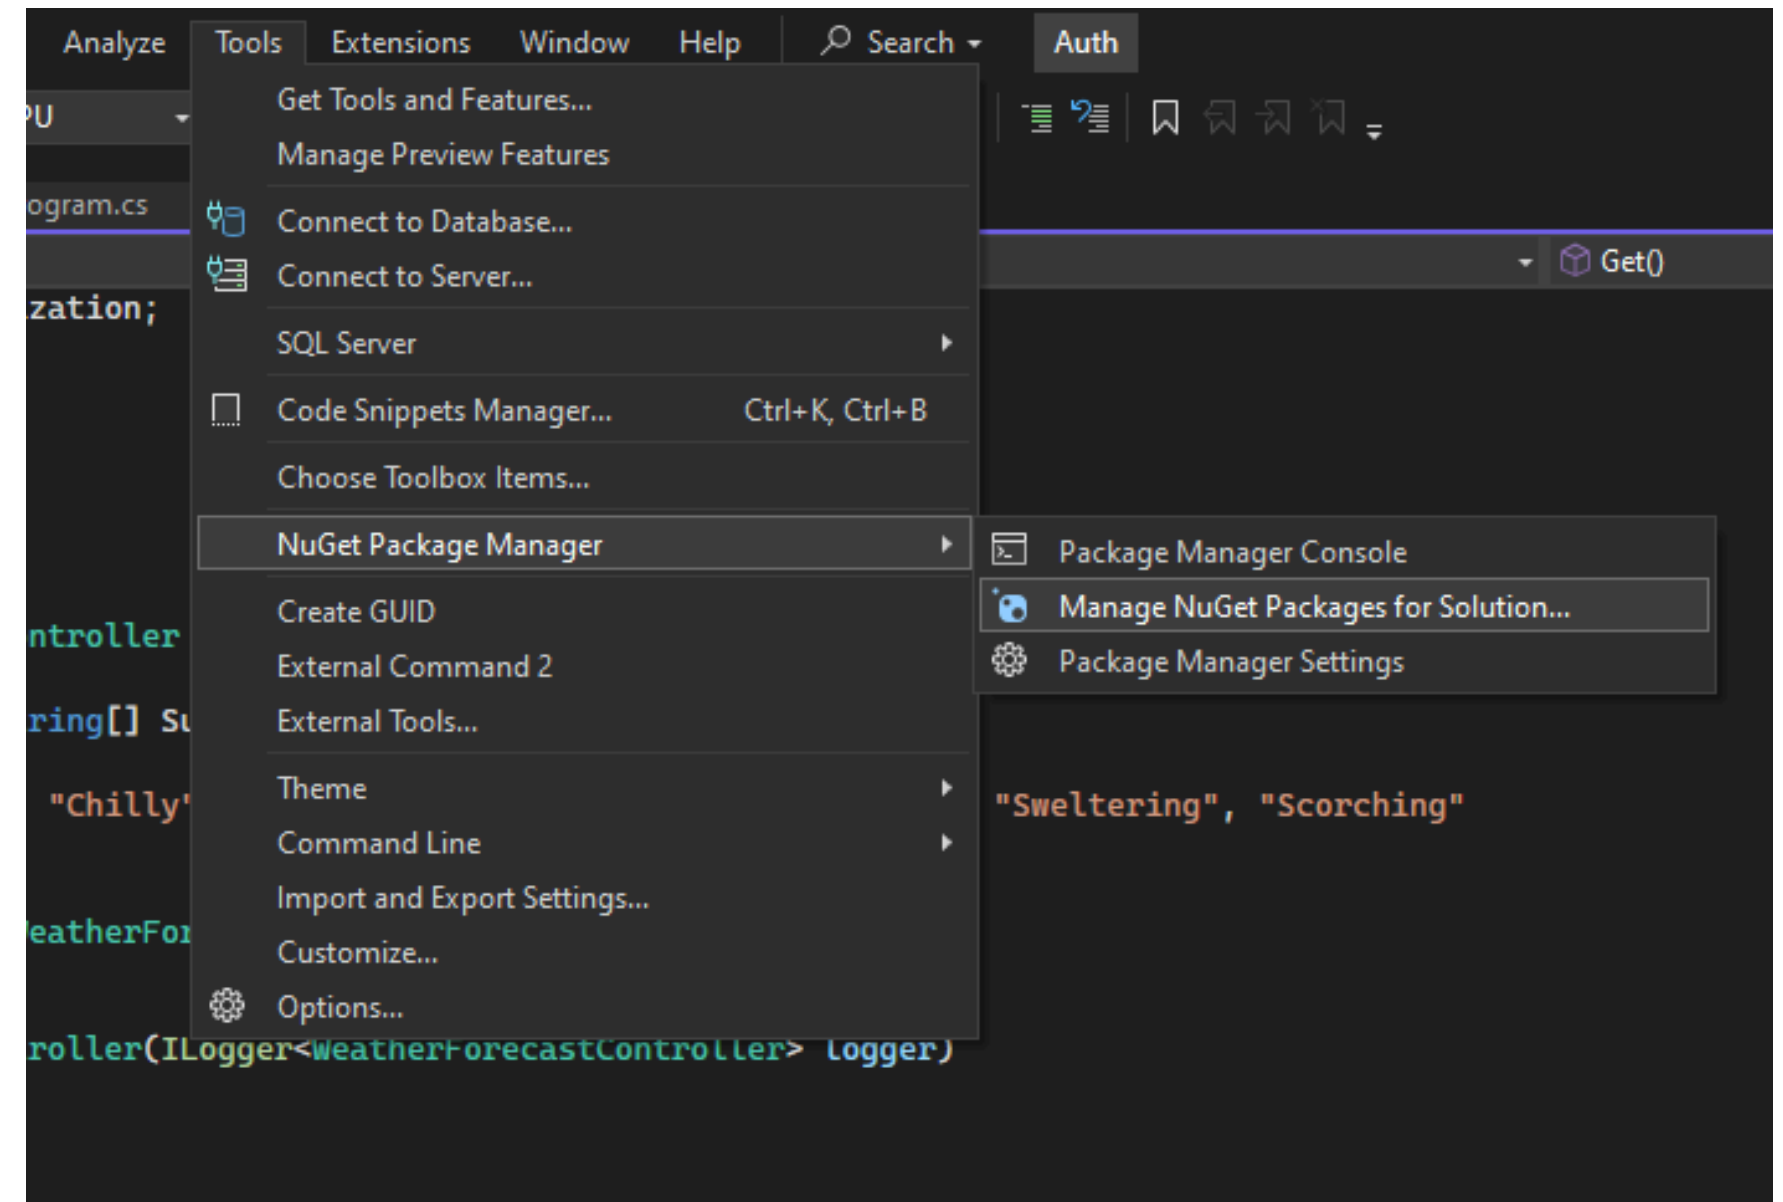 Analyze Tools Extensions Window Help Search Auth
Get Tools and Features...
PU
Manage Preview Features
ogram.cs
Connect to Database...
Get()
Connect to Server...
zation;
SQL Server
Code Snippets Manager... Ctrl+K, Ctrl+B
Choose Toolbox Items...
NuGet Package Manager
Package Manager Console
Manage NuGet Packages for Solution...
Package Manager Settings
Create GUID
ntroller
External Command 2
ring[] Su
External Tools...
Theme
"Chilly" "Sweltering", "Scorching"
Command Line
Import and Export Settings...
WeatherFor
Customize...
Options...
roller(ILogger<WeatherForecastController> logger)